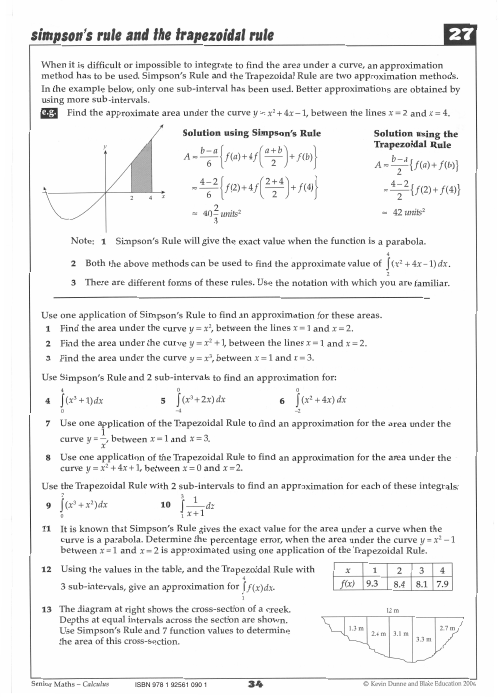 simpson's rule and the trapezoidal rule 27
When it is difficult or impossible to integrate to find the area under a curve, an approximation
method has to be used. Simpson's Rule and the Trapezoidal Rule are two approximation methods.
In the example below, only one sub-interval has been used. Better approximations are obtained by
using more sub-intervals.
e.g. Find the approximate area under the curve y = x² + 4x − 1, between the lines x = 2 and x = 4.
y
2 4 x
Solution using Simpson's Rule
A ≈ b−a/6 {f(a) + 4f(a+b/2) + f(b)}
≈ 4−2/6 {f(2) + 4f(2+4/2) + f(4)}
≈ 40 2/3 units²
Solution using the
Trapezoidal Rule
A ≈ b−a/2 {f(a) + f(b)}
≈ 4−2/2 {f(2) + f(4)}
≈ 42 units²
Note: 1 Simpson's Rule will give the exact value when the function is a parabola.
2 Both the above methods can be used to find the approximate value of ∫₂⁴(x² + 4x − 1) dx.
3 There are different forms of these rules. Use the notation with which you are familiar.
Use one application of Simpson's Rule to find an approximation for these areas.
1 Find the area under the curve y = x², between the lines x = 1 and x = 2.
2 Find the area under the curve y = x² + 1, between the lines x = 1 and x = 2.
3 Find the area under the curve y = x³, between x = 1 and x = 3.
Use Simpson's Rule and 2 sub-intervals to find an approximation for:
4 ∫₀⁴(x³ + 1) dx 5 ∫₋₄⁰(x³ + 2x) dx 6 ∫₋₂⁰(x² + 4x) dx
7 Use one application of the Trapezoidal Rule to find an approximation for the area under the
curve y = 1/x, between x = 1 and x = 3.
8 Use one application of the Trapezoidal Rule to find an approximation for the area under the
curve y = x² + 4x + 1, between x = 0 and x = 2.
Use the Trapezoidal Rule with 2 sub-intervals to find an approximation for each of these integrals:
9 ∫₀²(x³ + x²) dx 10 ∫₁³ 1/x+1 dx
11 It is known that Simpson's Rule gives the exact value for the area under a curve when the
curve is a parabola. Determine the percentage error, when the area under the curve y = x² − 1
between x = 1 and x = 2 is approximated using one application of the Trapezoidal Rule.
12 Using the values in the table, and the Trapezoidal Rule with
3 sub-intervals, give an approximation for ∫₁⁴ f(x) dx.
x 1 2 3 4
f(x) 9.3 8.4 8.1 7.9
13 The diagram at right shows the cross-section of a creek.
Depths at equal intervals across the section are shown.
Use Simpson's Rule and 7 function values to determine
the area of this cross-section.
12 m
1.3 m 2.4 m 3.1 m 3.3 m 2.7 m
Senior Maths – Calculus ISBN 978 1 92561 090 1 34 © Kevin Dunne and Blake Education 2006